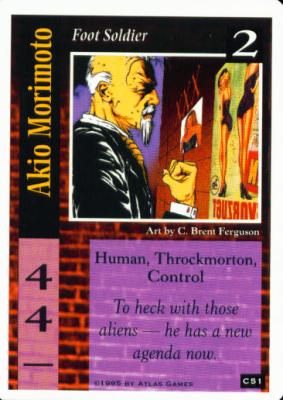 Akio Morimoto
Foot Soldier
2
Art by C. Brent Ferguson
4
4
—
Human, Throckmorton,
Control
To heck with those
aliens — he has a new
agenda now.
©1995 BY ATLAS GAMES
CS1